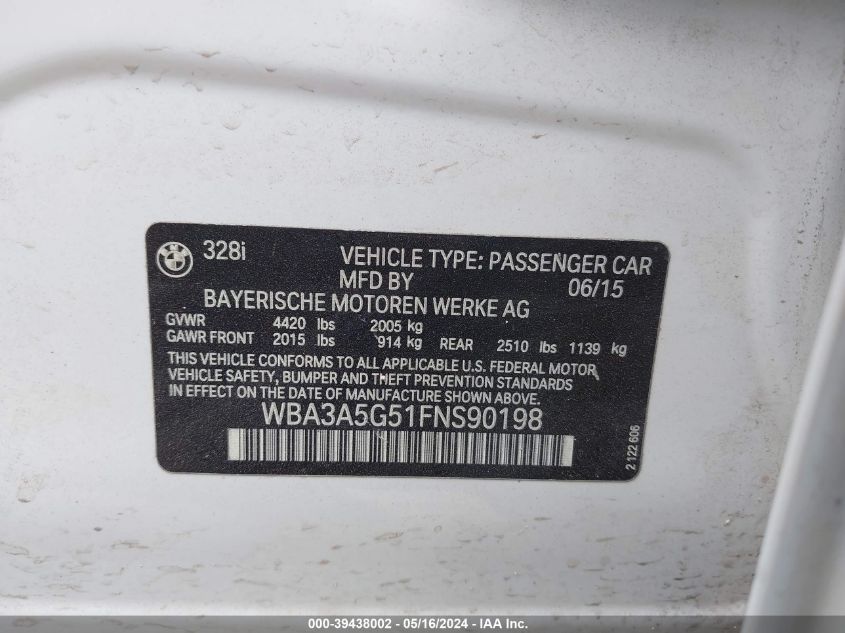 328i VEHICLE TYPE: PASSENGER CAR
MFD BY 06/15
BAYERISCHE MOTOREN WERKE AG
GVWR 4420 lbs 2005 kg
GAWR FRONT 2015 lbs 914 kg REAR 2510 lbs 1139 kg
THIS VEHICLE CONFORMS TO ALL APPLICABLE U.S. FEDERAL MOTOR
VEHICLE SAFETY, BUMPER AND THEFT PREVENTION STANDARDS
IN EFFECT ON THE DATE OF MANUFACTURE SHOWN ABOVE.
WBA3A5G51FNS90198
2 122 606
000-39438002 - 05/16/2024 - IAA Inc.